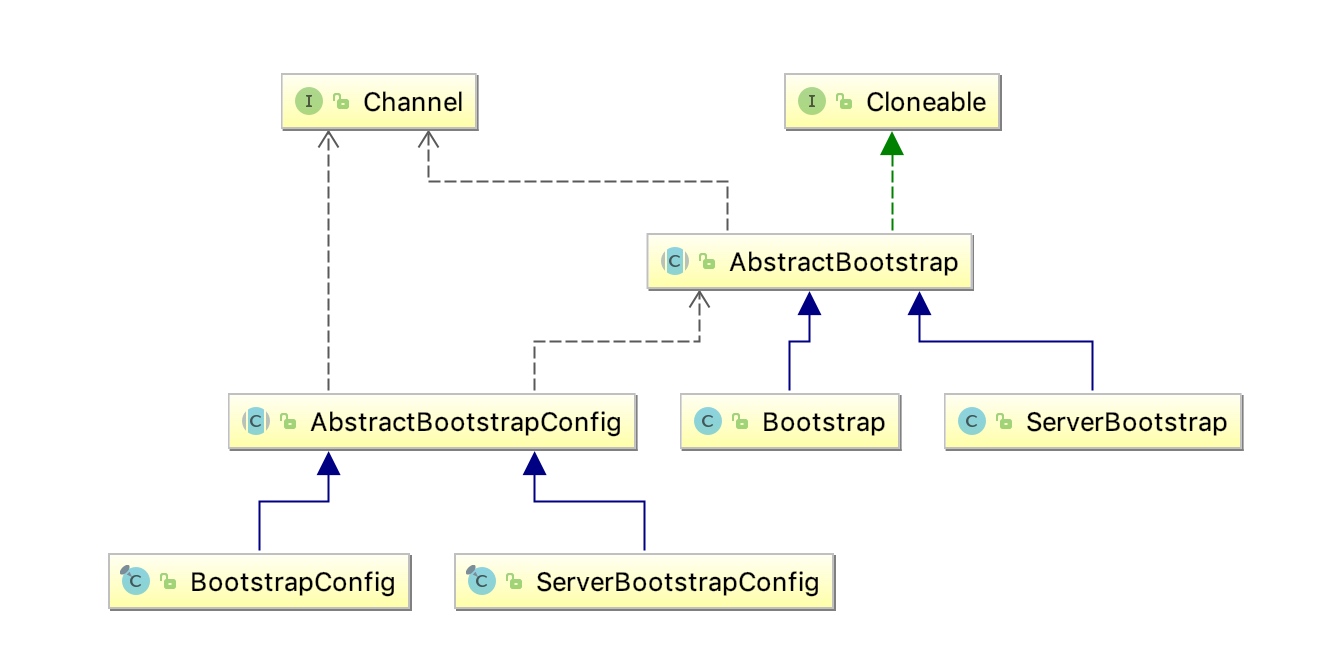 I Channel
I Cloneable
C AbstractBootstrap
C AbstractBootstrapConfig
C Bootstrap
C ServerBootstrap
C BootstrapConfig
C ServerBootstrapConfig